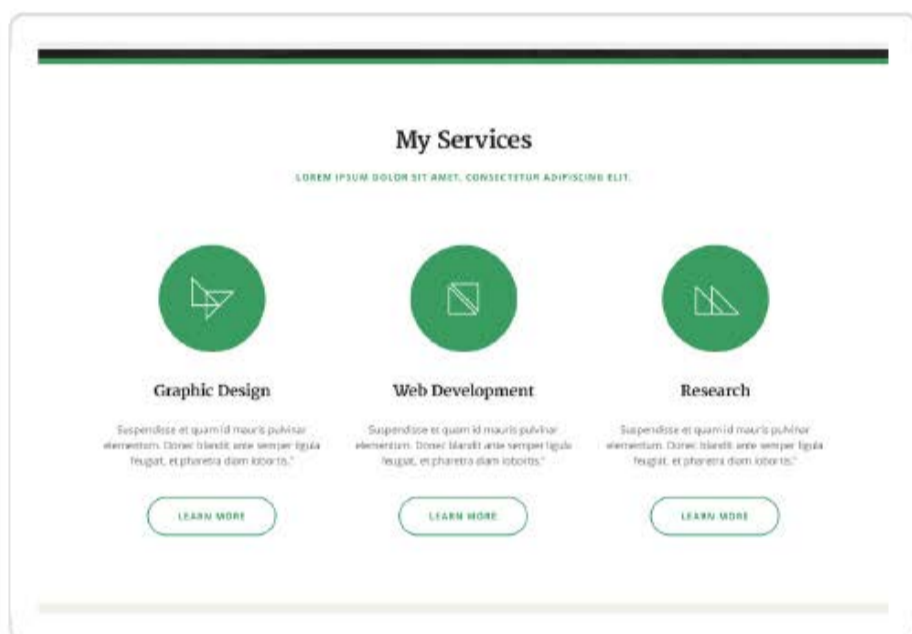 My Services
LOREM IPSUM DOLOR SIT AMET, CONSECTETUR ADIPISCING ELIT.
Graphic Design
Suspendisse et quam id mauris pulvinar
elementum. Donec blandit ante semper ligula
feugiat, et pharetra diam lobortis."
LEARN MORE
Web Development
Suspendisse et quam id mauris pulvinar
elementum. Donec blandit ante semper ligula
feugiat, et pharetra diam lobortis."
LEARN MORE
Research
Suspendisse et quam id mauris pulvinar
elementum. Donec blandit ante semper ligula
feugiat, et pharetra diam lobortis."
LEARN MORE